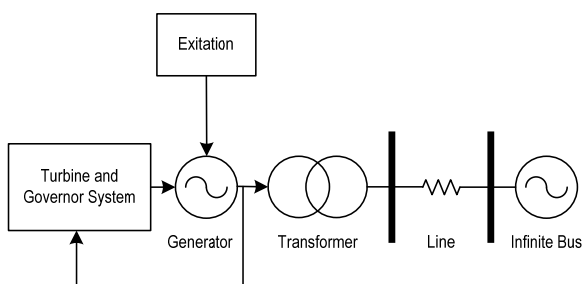 Exitation
Turbine and
Governor System
Generator
Transformer
Line
Infinite Bus